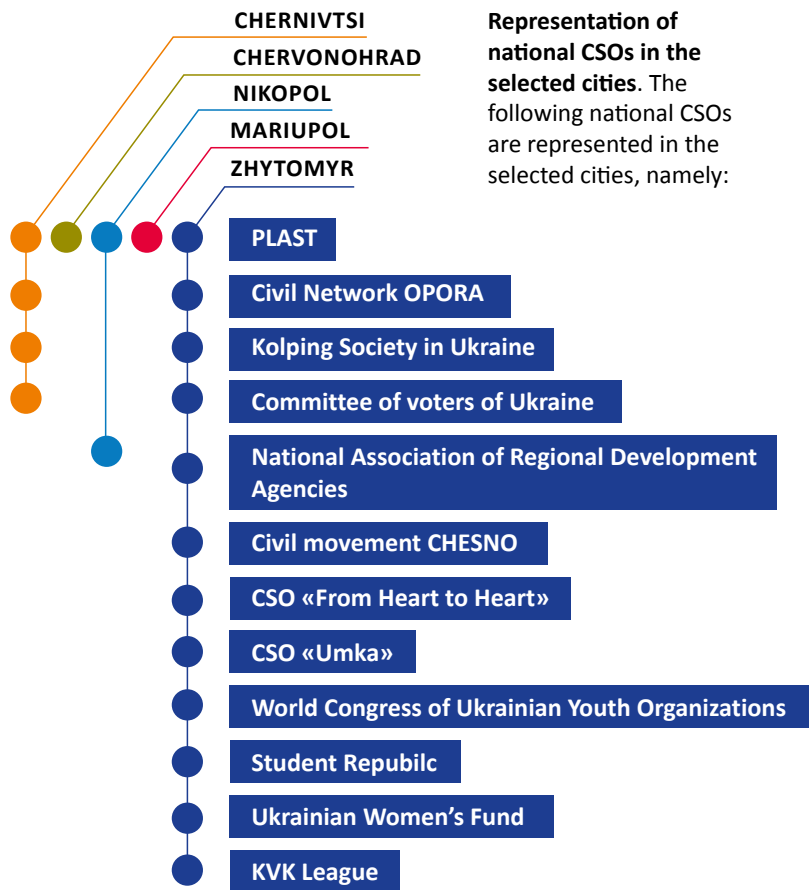 CHERNIVTSI
CHERVONOHRAD
NIKOPOL
MARIUPOL
ZHYTOMYR
Representation of
national CSOs in the
selected cities. The
following national CSOs
are represented in the
selected cities, namely:
PLAST
Civil Network OPORA
Kolping Society in Ukraine
Committee of voters of Ukraine
National Association of Regional Development
Agencies
Civil movement CHESNO
CSO «From Heart to Heart»
CSO «Umka»
World Congress of Ukrainian Youth Organizations
Student Repubilc
Ukrainian Women’s Fund
KVK League